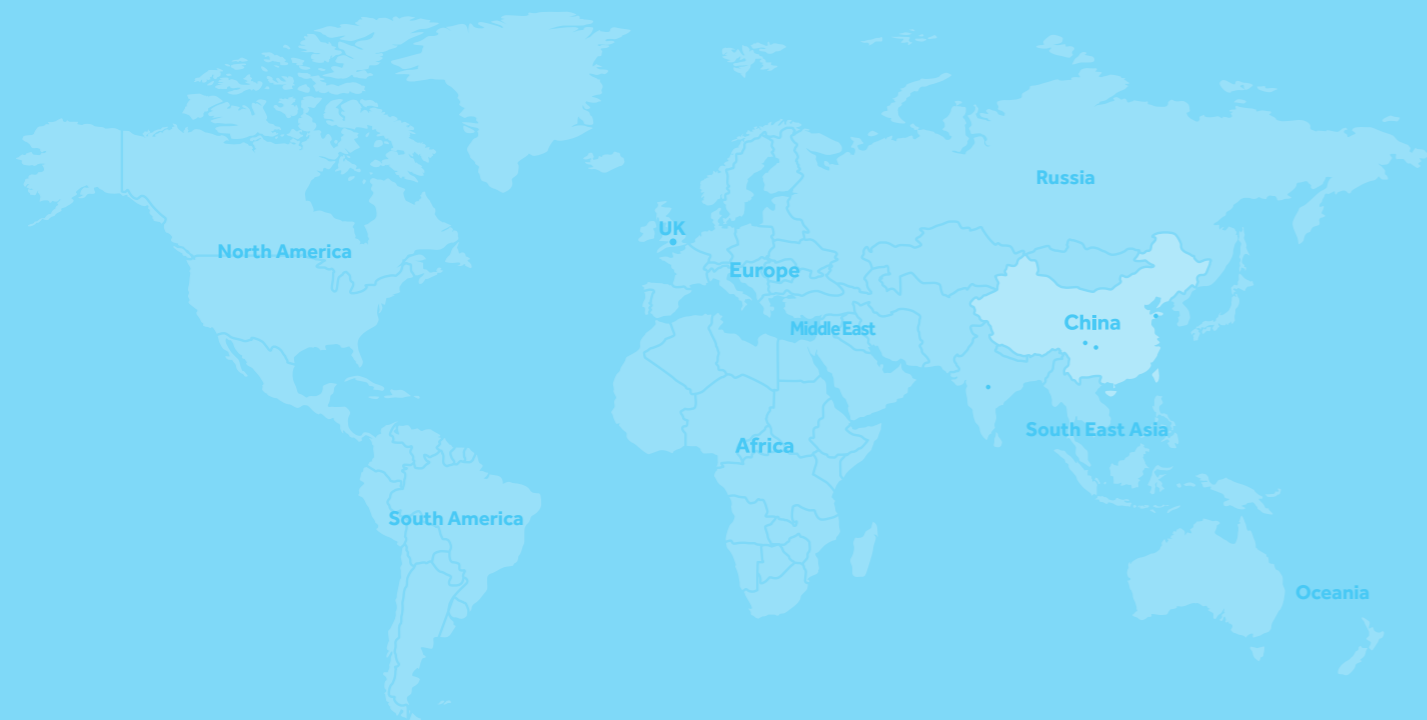 Russia
UK
North America
Europe
China
Middle East
South East Asia
Africa
South America
Oceania